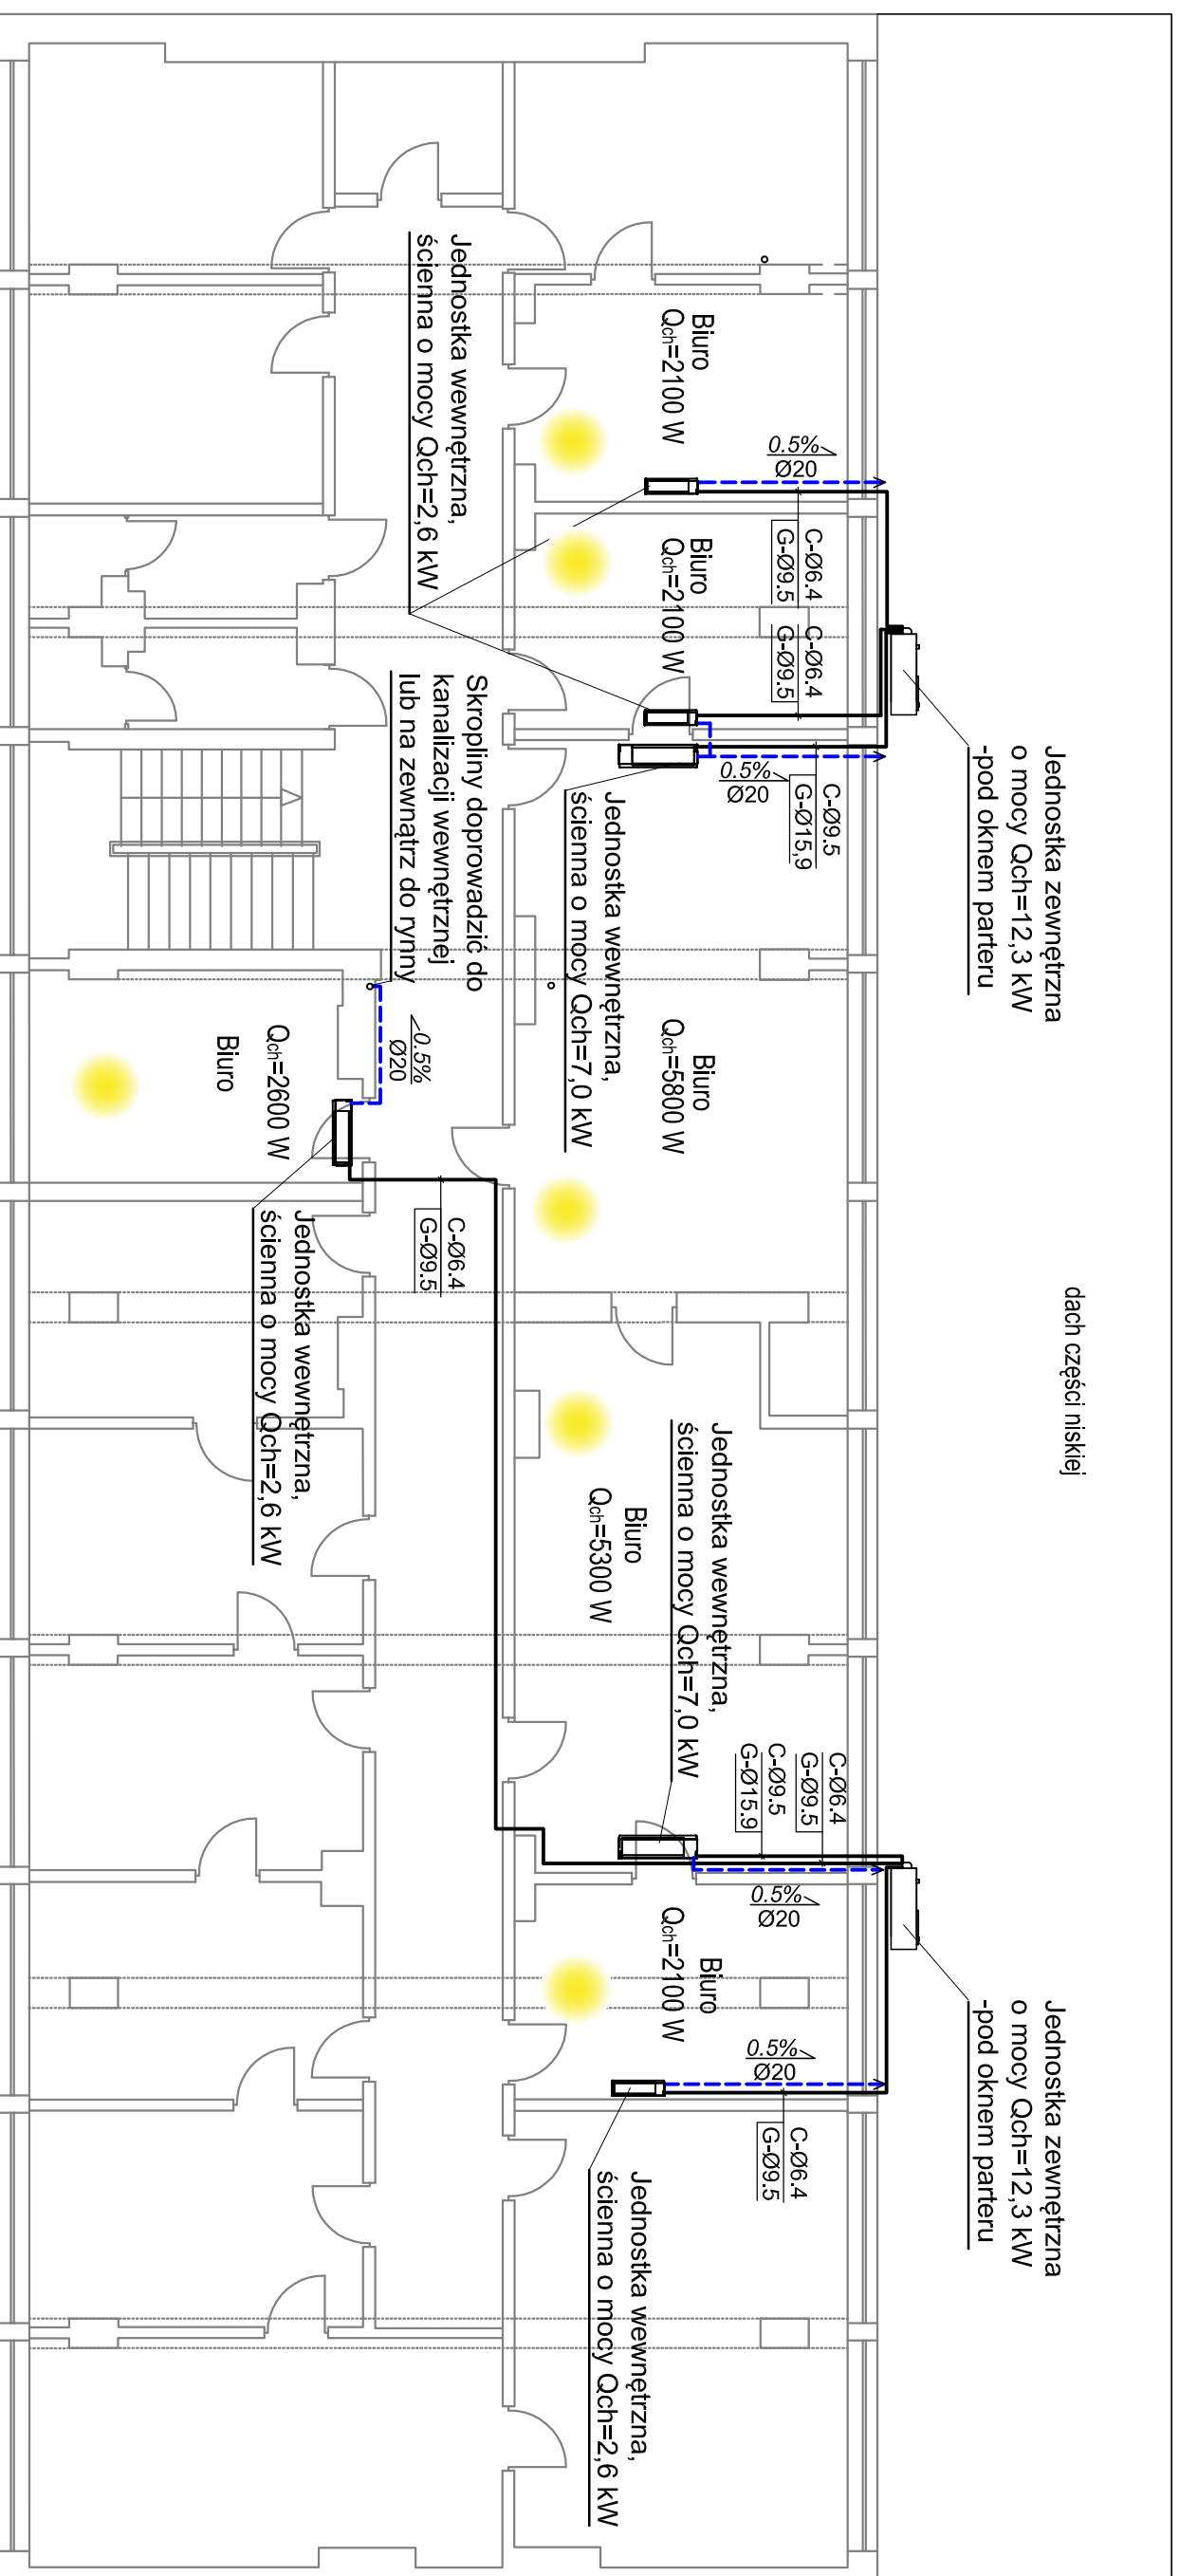 dach części niskiej
Jednostka zewnętrzna
o mocy Qch=12,3 kW
-pod oknem parteru
Jednostka zewnętrzna
o mocy Qch=12,3 kW
-pod oknem parteru
0.5%
Ø20
C-Ø6.4
G-Ø9.5
C-Ø6.4
G-Ø9.5
C-Ø9.5
G-Ø15,9
0.5%
Ø20
C-Ø6.4
G-Ø9.5
C-Ø9.5
G-Ø15.9
0.5%
Ø20
0.5%
Ø20
C-Ø6.4
G-Ø9.5
Biuro
Qch=2100 W
Biuro
Qch=2100 W
Biuro
Qch=5800 W
Biuro
Qch=5300 W
Biuro
Qch=2100 W
Jednostka wewnętrzna,
ścienna o mocy Qch=7,0 kW
Jednostka wewnętrzna,
ścienna o mocy Qch=7,0 kW
Jednostka wewnętrzna,
ścienna o mocy Qch=2,6 kW
Jednostka wewnętrzna,
ścienna o mocy Qch=2,6 kW
Skropliny doprowadzić do
kanalizacji wewnętrznej
lub na zewnątrz do rynny
0.5%
Ø20
C-Ø6.4
G-Ø9.5
Qch=2600 W
Biuro
Jednostka wewnętrzna,
ścienna o mocy Qch=2,6 kW